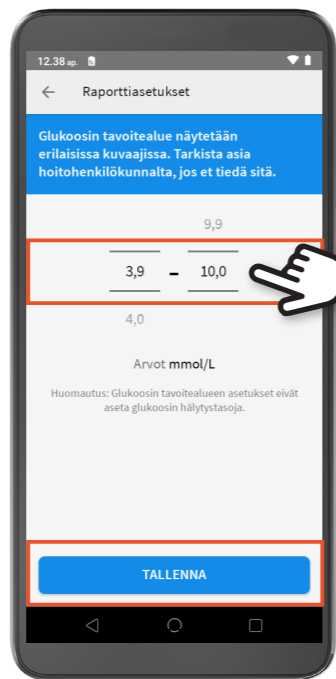 12.38 ap.
Raporttiasetukset
Glukoosin tavoitealue näytetään
erilaisissa kuvaajissa. Tarkista asia
hoitohenkilökunnalta, jos et tiedä sitä.
9,9
3,9 – 10,0
4,0
Arvot mmol/L
Huomautus: Glukoosin tavoitealueen asetukset eivät
aseta glukoosin hälytystasoja.
TALLENNA